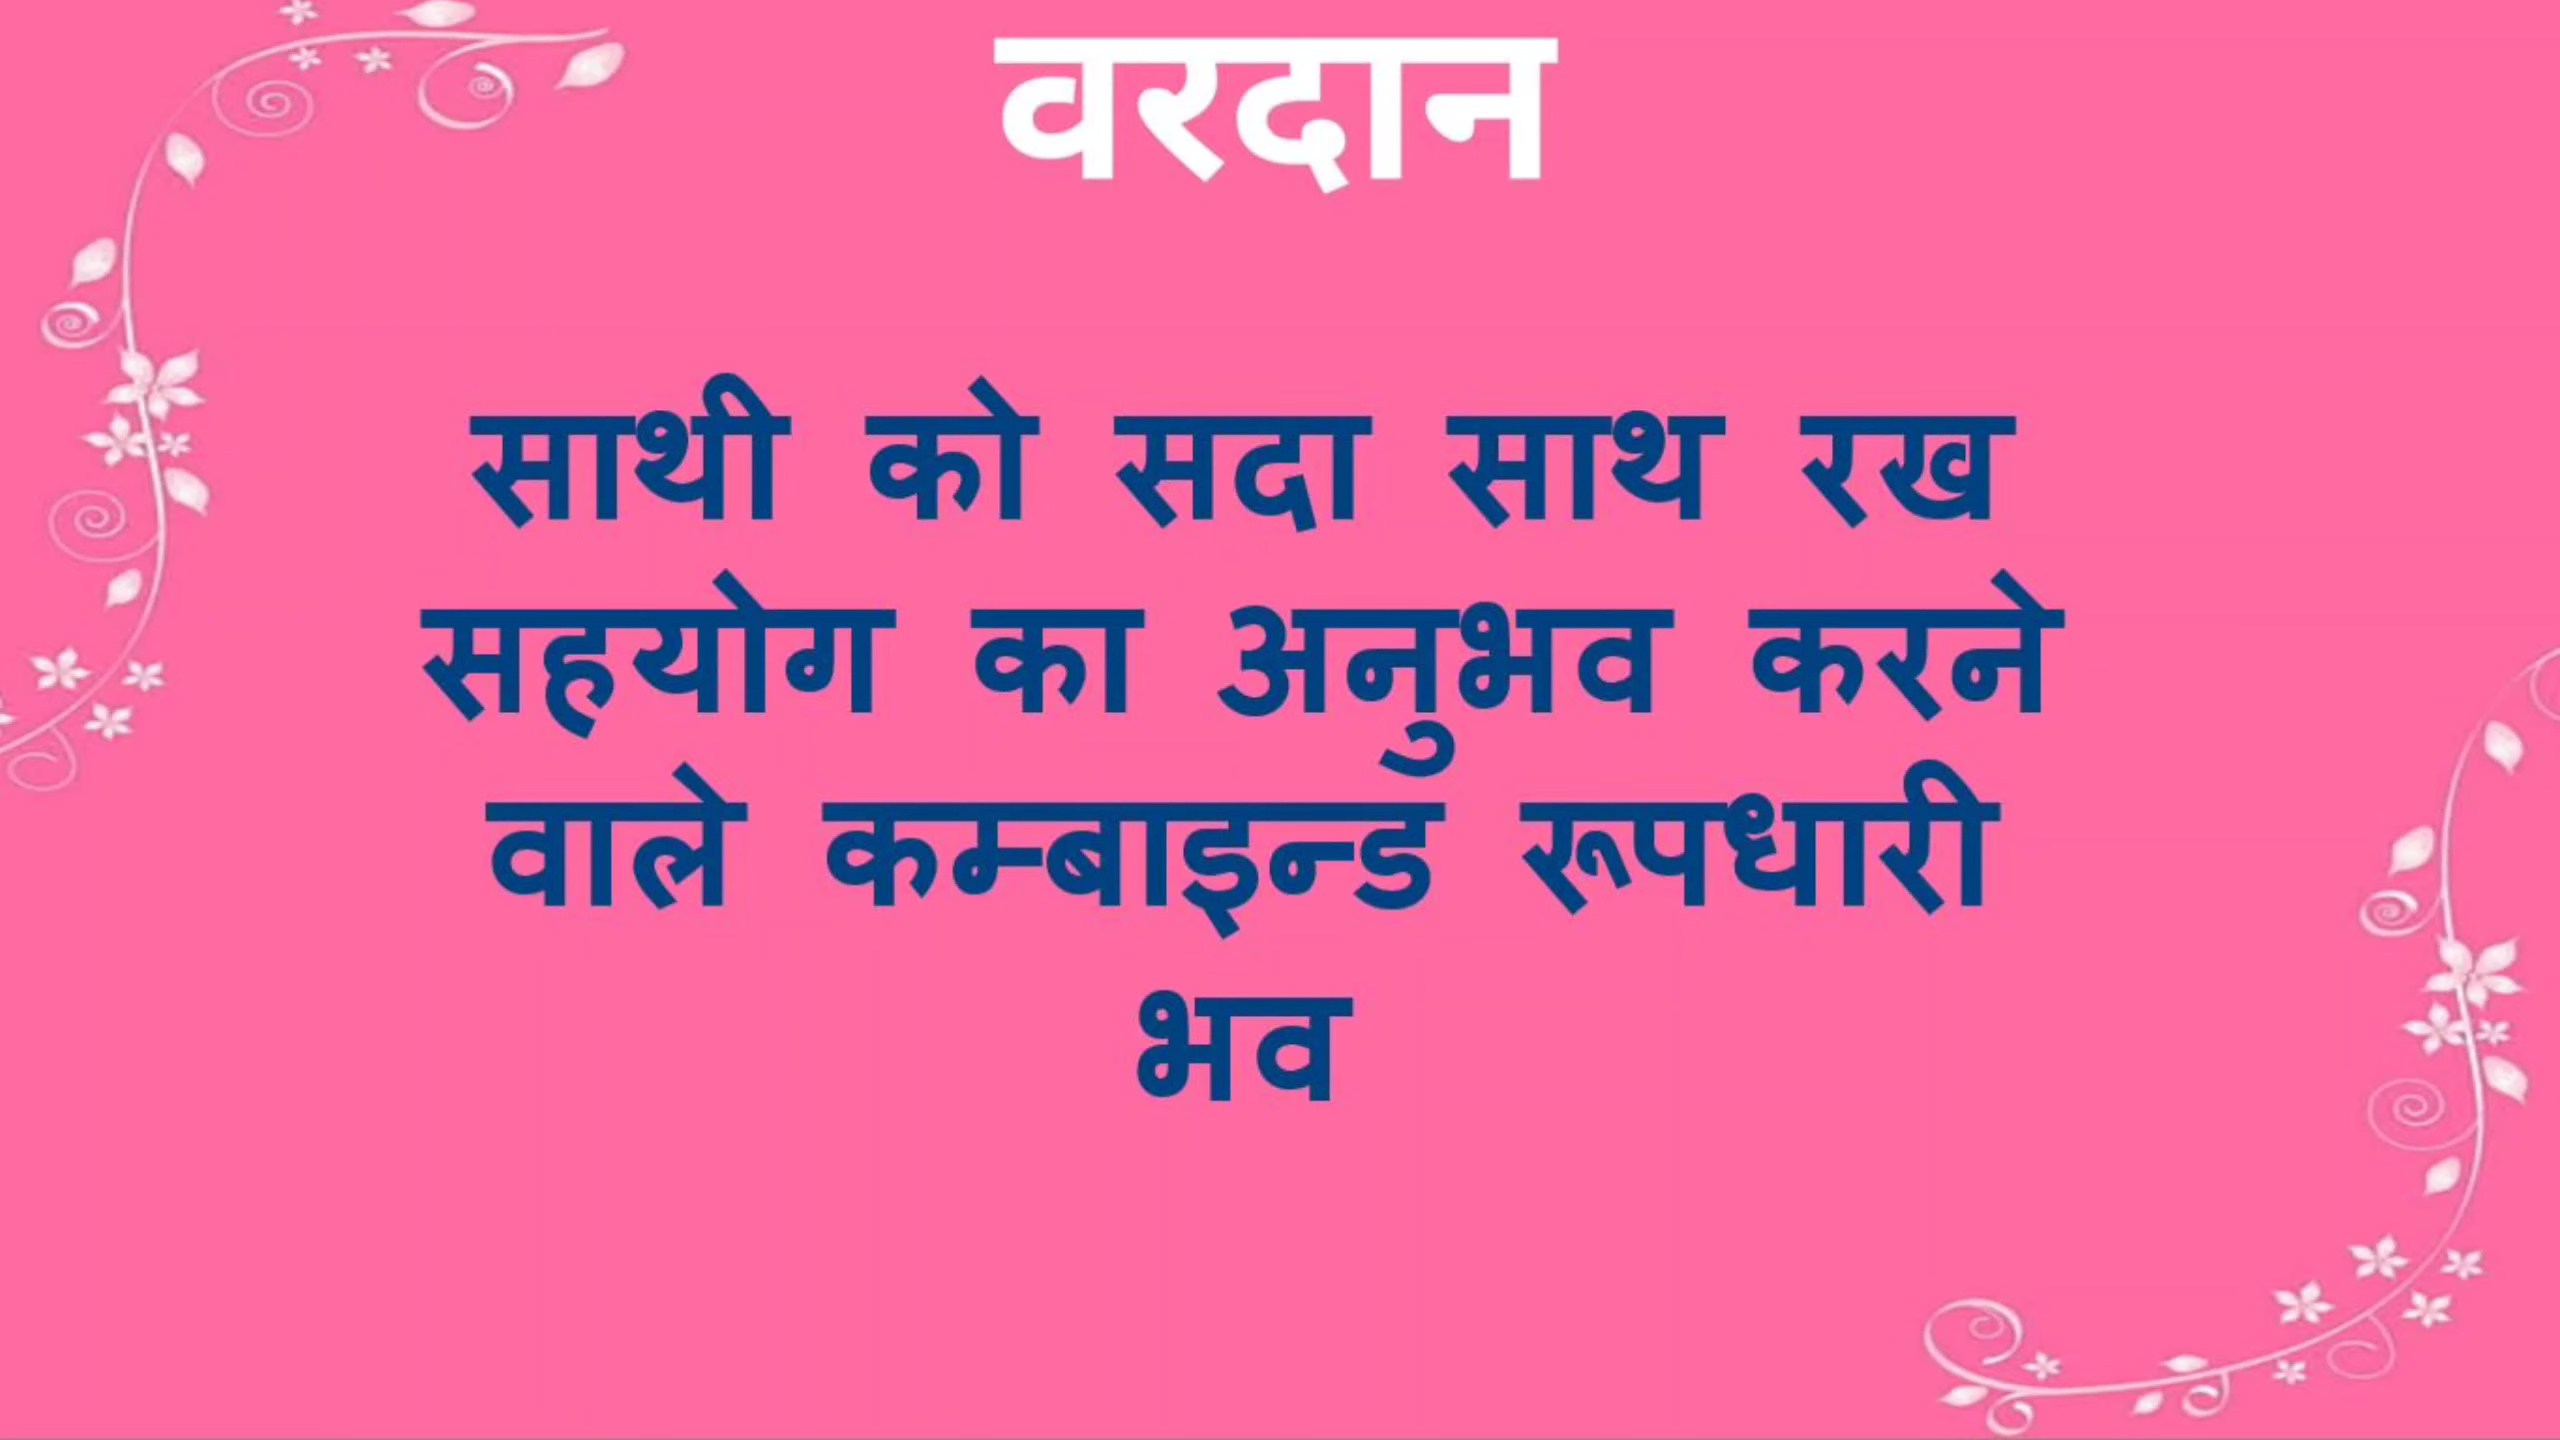 वरदान
साथी को सदा साथ रख
सहयोग का अनुभव करने
वाले कम्बाइन्ड रूपधारी
भव